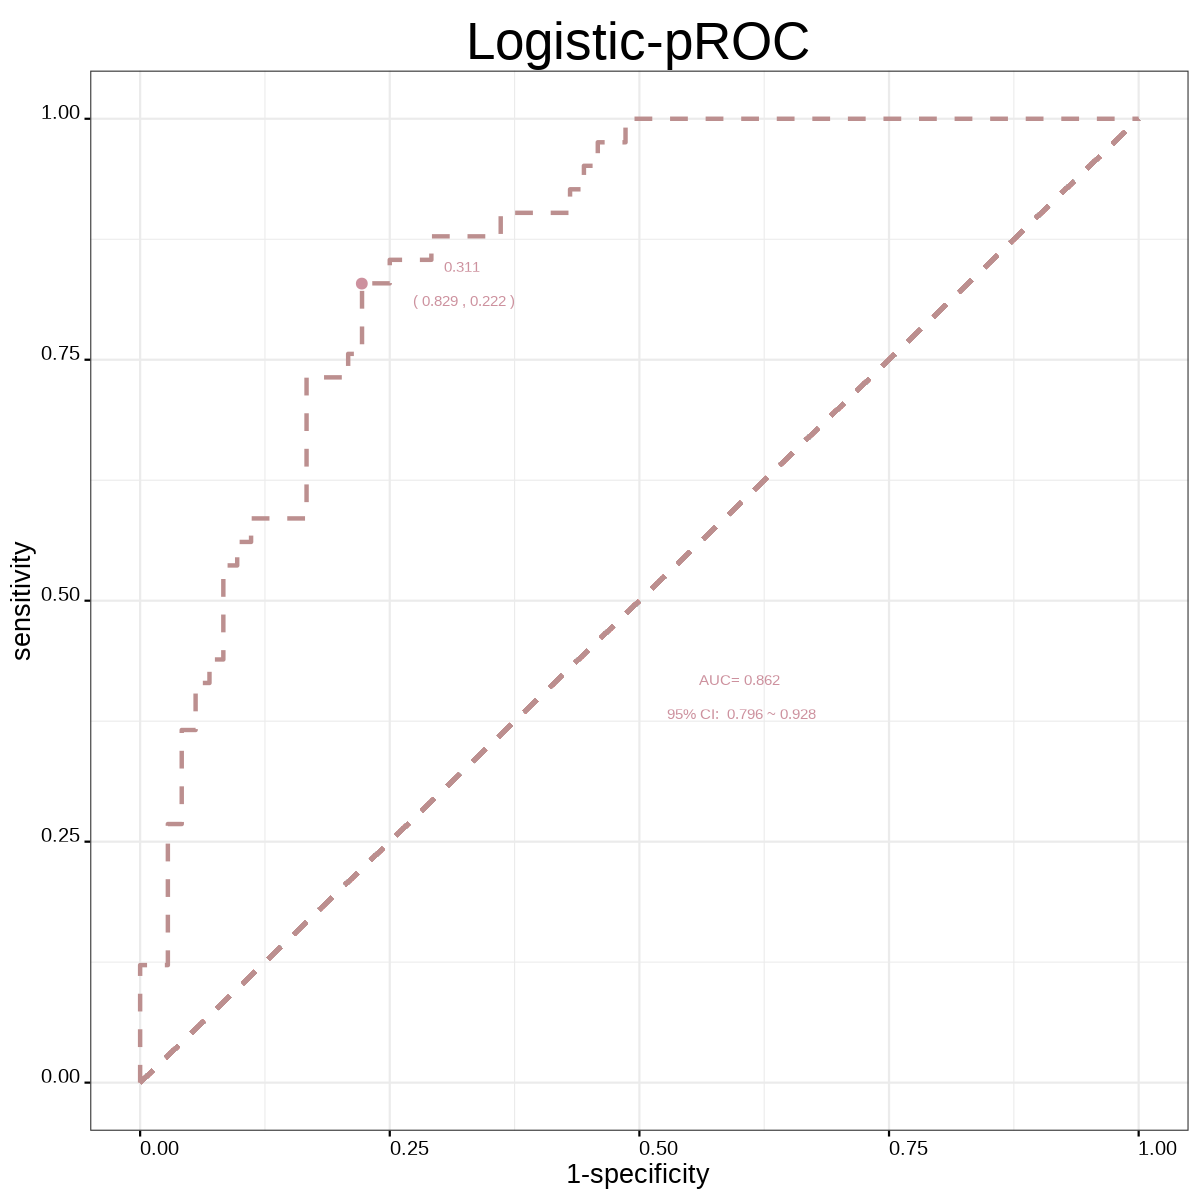 Logistic-pROC
1.00
0.75
0.50
0.25
0.00
sensitivity
0.311
( 0.829 , 0.222 )
AUC= 0.862
95% CI:  0.796 ~ 0.928
0.00 0.25 0.50 0.75 1.00
1-specificity